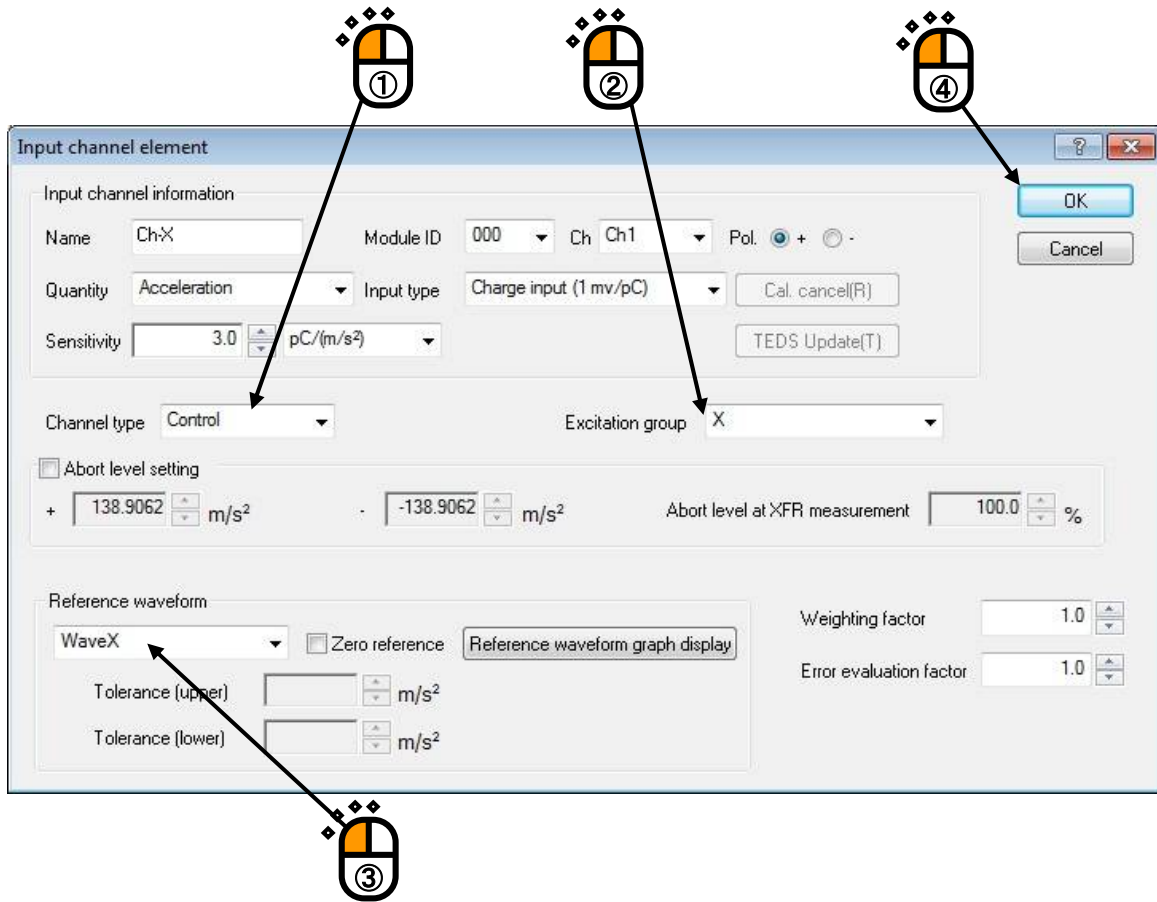 ① ② ④
Input channel element ?
Input channel information
OK
Name Ch-X Module ID 000 Ch Ch1 Pol. + -
Cancel
Quantity Acceleration Input type Charge input (1 mv/pC) Cal. cancel(R)
Sensitivity 3.0 pC/(m/s²) TEDS Update(T)
Channel type Control Excitation group X
Abort level setting
+ 138.9062 m/s² - -138.9062 m/s² Abort level at XFR measurement 100.0 %
Reference waveform
Weighting factor 1.0
WaveX Zero reference Reference waveform graph display
Error evaluation factor 1.0
Tolerance (upper) m/s²
Tolerance (lower) m/s²
③